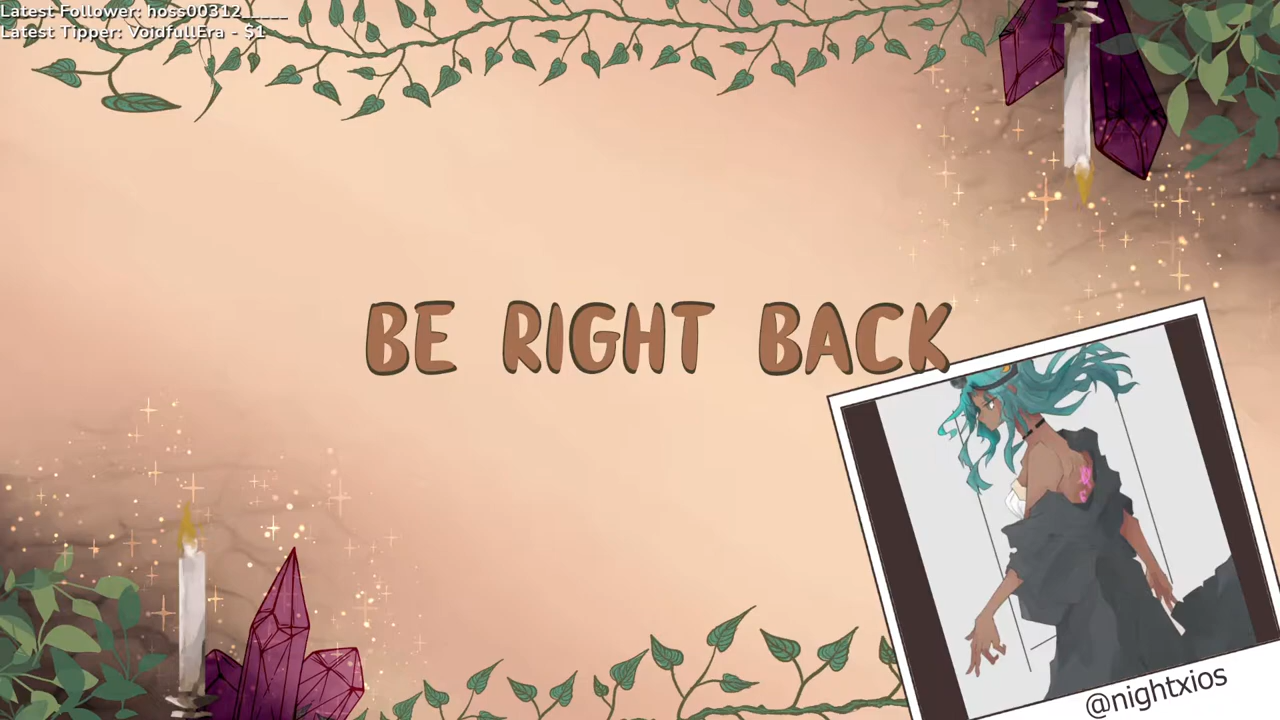 Latest Follower: hoss00312_____
Latest Tipper: VoidfullEra - $1
BE RIGHT BACK
@nightxios